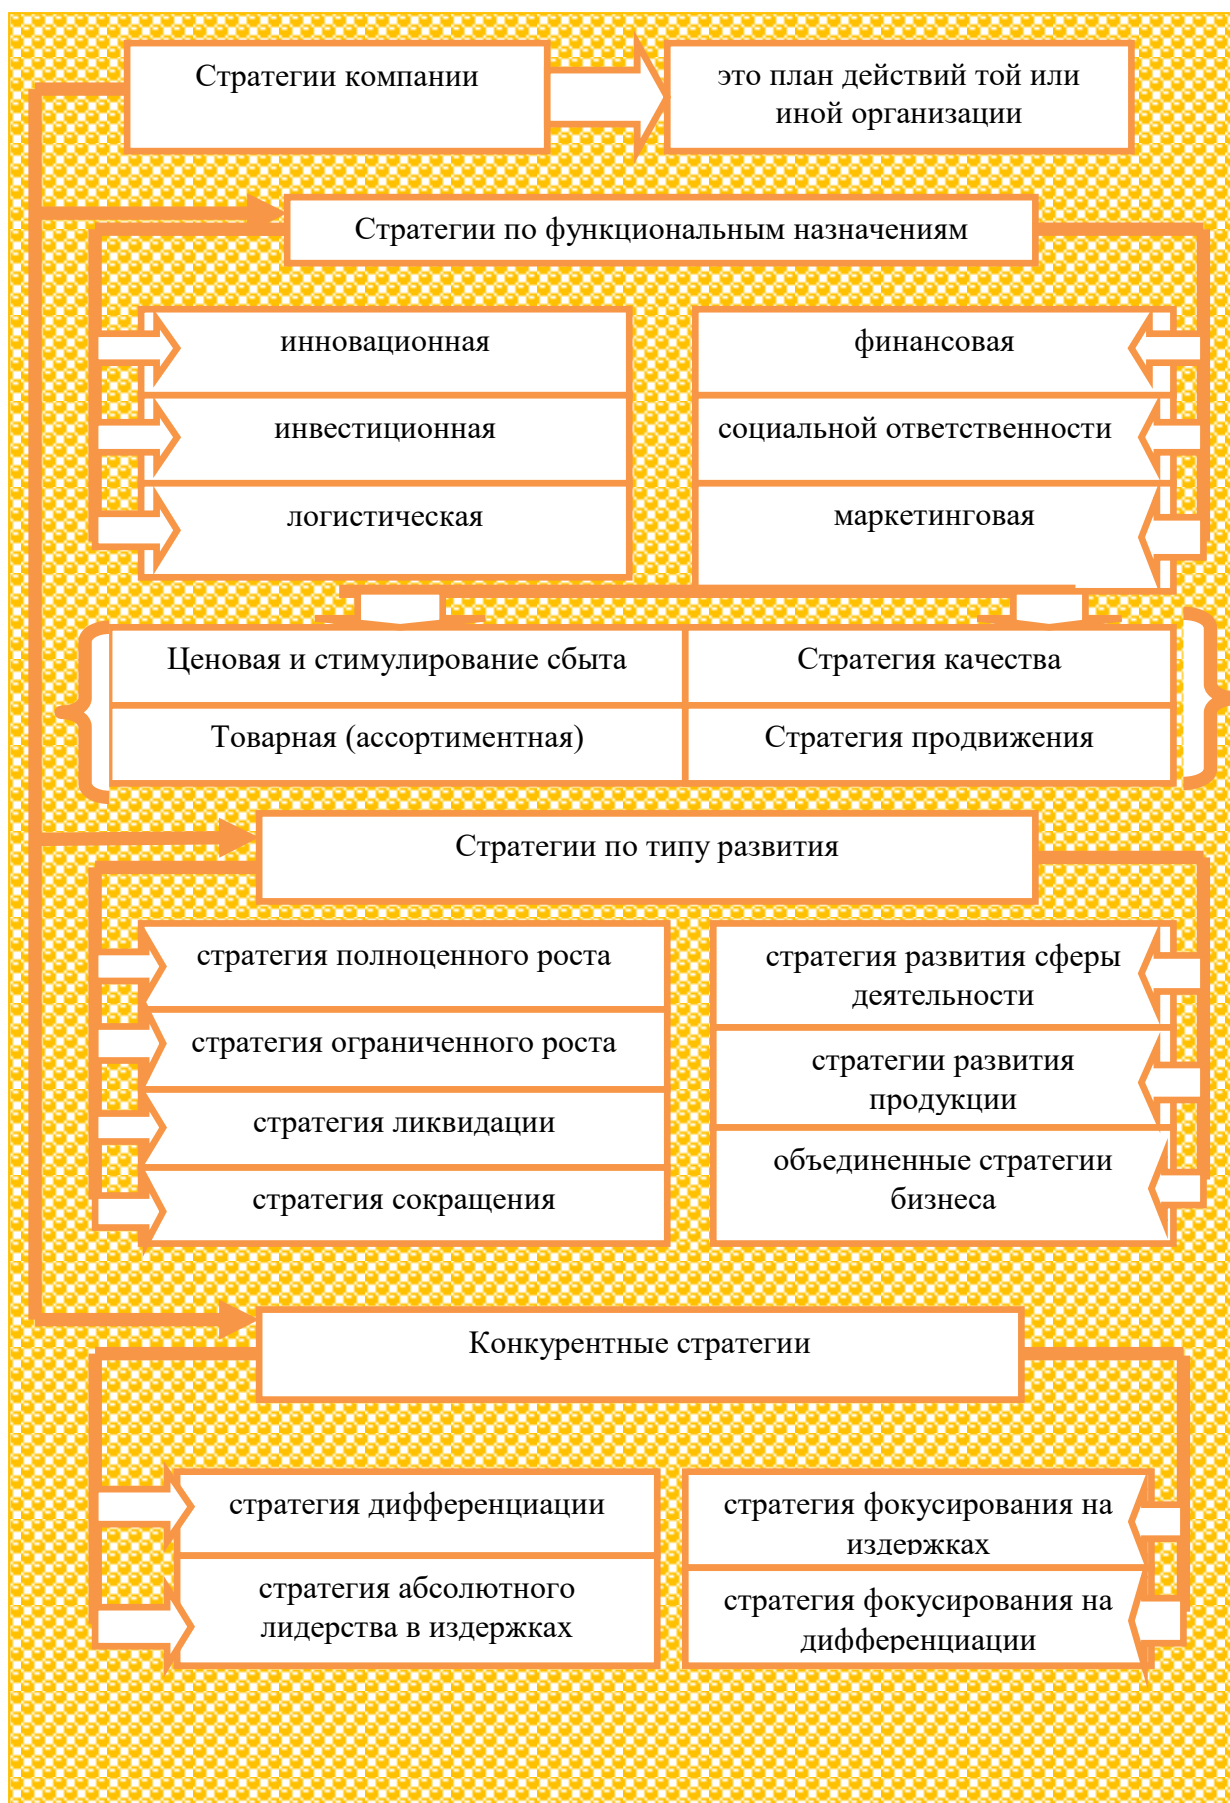 Стратегии компании
это план действий той или
иной организации
Стратегии по функциональным назначениям
инновационная
инвестиционная
логистическая
финансовая
социальной ответственности
маркетинговая
Ценовая и стимулирование сбыта
Стратегия качества
Товарная (ассортиментная)
Стратегия продвижения
Стратегии по типу развития
стратегия полноценного роста
стратегия ограниченного роста
стратегия ликвидации
стратегия сокращения
стратегия развития сферы
деятельности
стратегии развития
продукции
объединенные стратегии
бизнеса
Конкурентные стратегии
стратегия дифференциации
стратегия абсолютного
лидерства в издержках
стратегия фокусирования на
издержках
стратегия фокусирования на
дифференциации